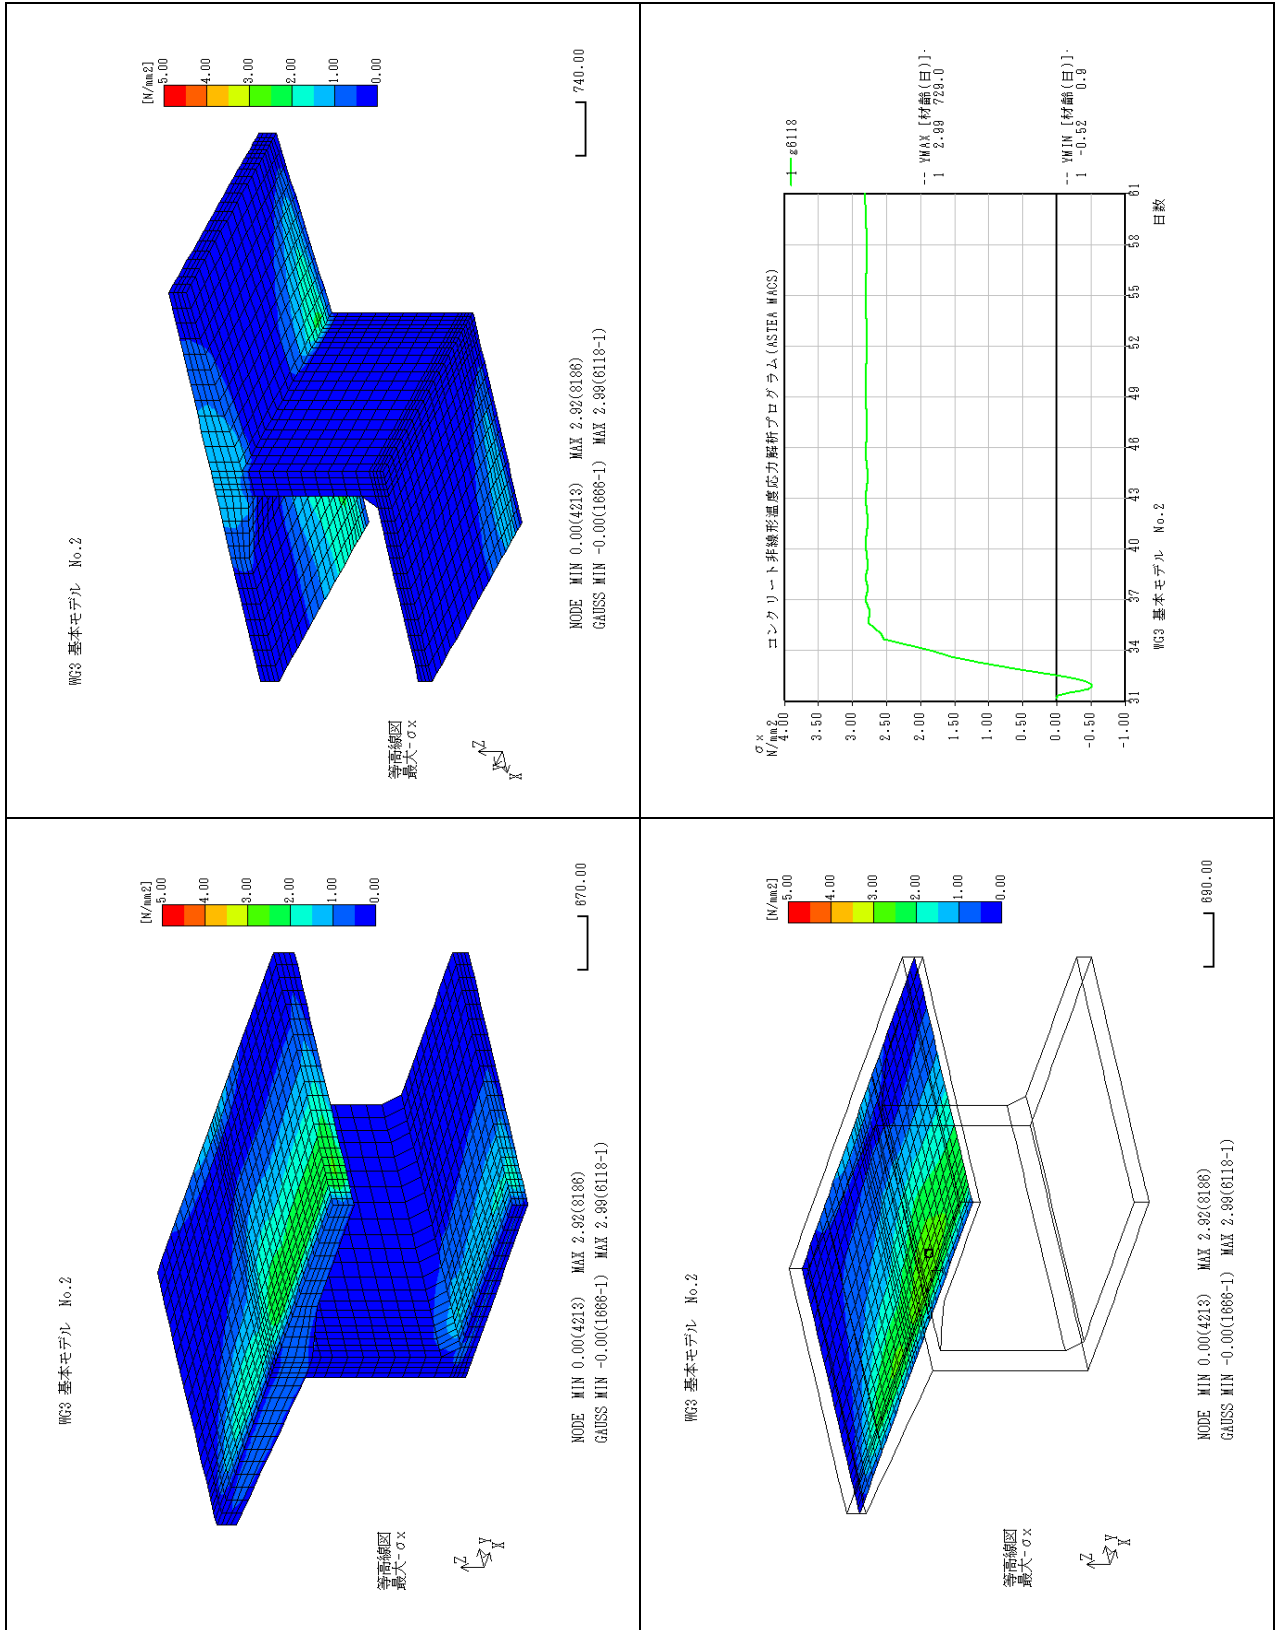 WG3 基本モデル No.2
[N/mm2]
5.00
4.00
3.00
2.00
1.00
0.00
740.00
等高線図
最大-σx
Z
Y
X
NODE MIN 0.00(4213) MAX 2.92(8186)
GAUSS MIN -0.00(1666-1) MAX 2.99(6118-1)
コンクリート非線形温度応力解析プログラム(ASTEA MACS)
σx
N/mm2
4.00
3.50
3.00
2.50
2.00
1.50
1.00
0.50
0.00
-0.50
-1.00
31
34
37
40
43
46
49
52
55
58
61
日数
1 g6118
-- YMAX [材齢(日)]-
1 2.99 729.0
-- YMIN [材齢(日)]-
1 -0.52 0.9
WG3 基本モデル No.2
WG3 基本モデル No.2
[N/mm2]
5.00
4.00
3.00
2.00
1.00
0.00
670.00
等高線図
最大-σx
Z
Y
X
NODE MIN 0.00(4213) MAX 2.92(8186)
GAUSS MIN -0.00(1666-1) MAX 2.99(6118-1)
WG3 基本モデル No.2
[N/mm2]
5.00
4.00
3.00
2.00
1.00
0.00
690.00
等高線図
最大-σx
Z
Y
X
NODE MIN 0.00(4213) MAX 2.92(8186)
GAUSS MIN -0.00(1666-1) MAX 2.99(6118-1)